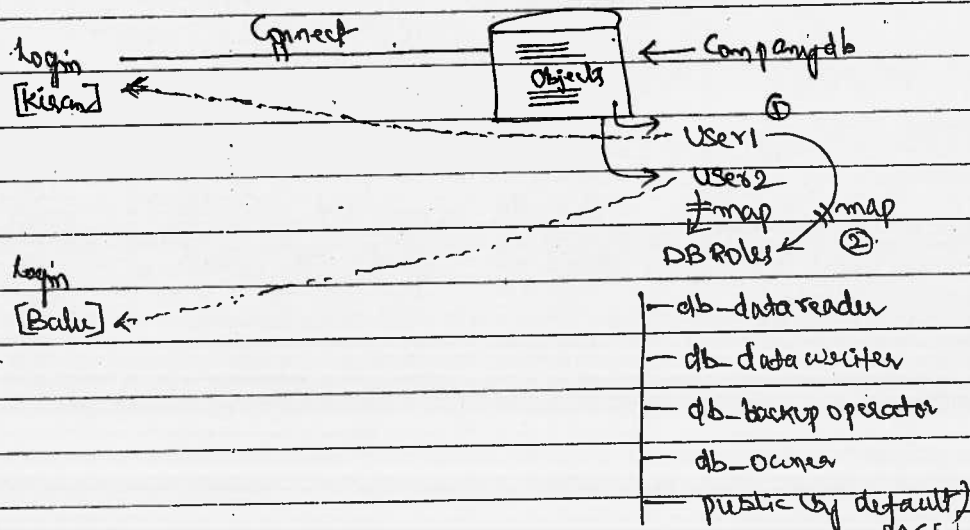 Connect
Login
[Kiran]
Objects
Companydb
①
User1
User2
map
map
②
DB Roles
Login
[Balu]
db_datareader
db_datawriter
db_backupoperator
db_owner
public (by default)